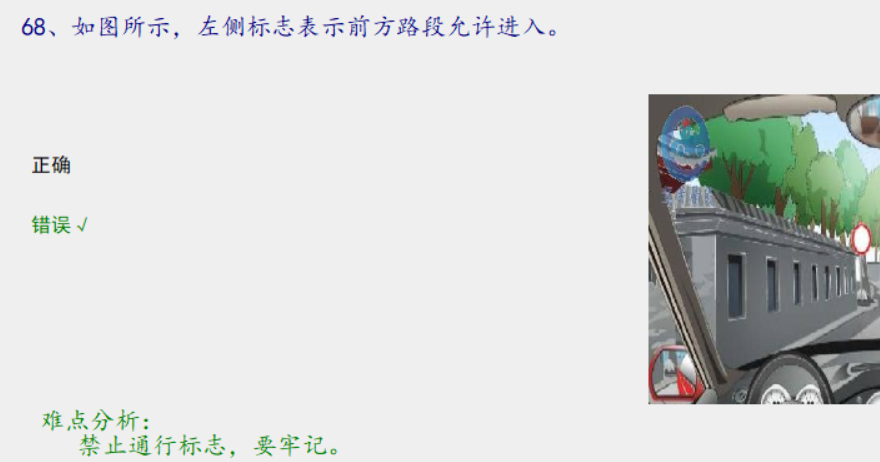 68、如图所示，左侧标志表示前方路段允许进入。
正确
错误 √
难点分析：
禁止通行标志，要牢记。